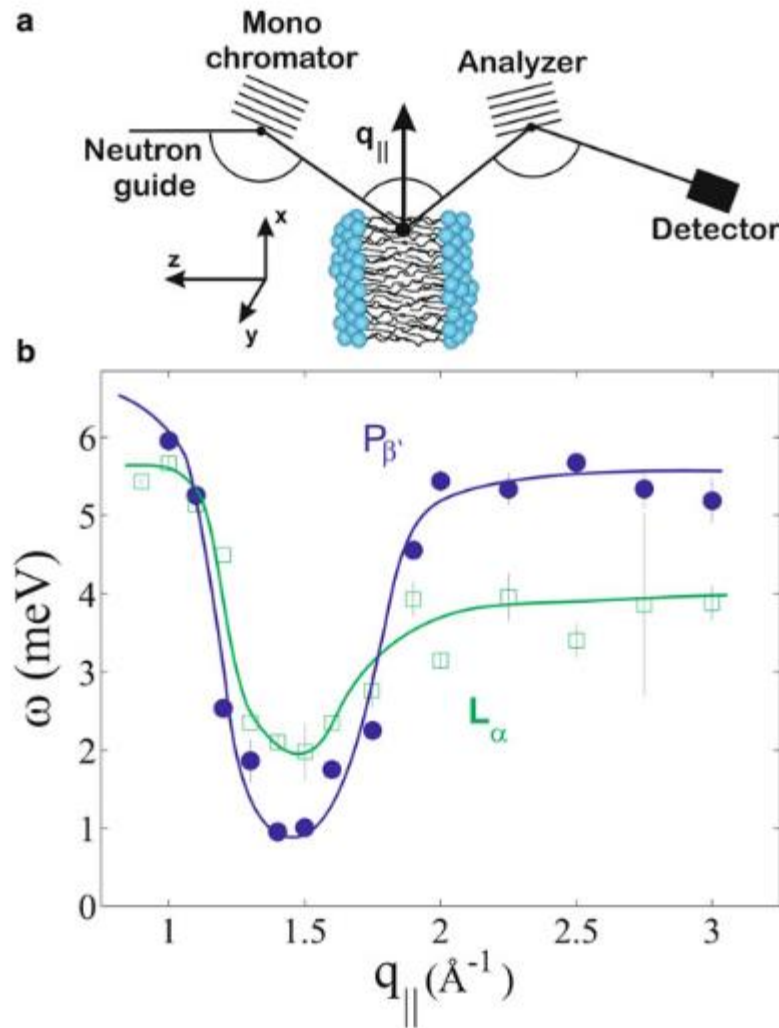 a
Mono
chromator
Analyzer
q||
Neutron
guide
Detector
x
z
y
b
Pβ'
Lα
ω (meV)
6
5
4
3
2
1
0
1
1.5
2
2.5
3
q|| (Å⁻¹)